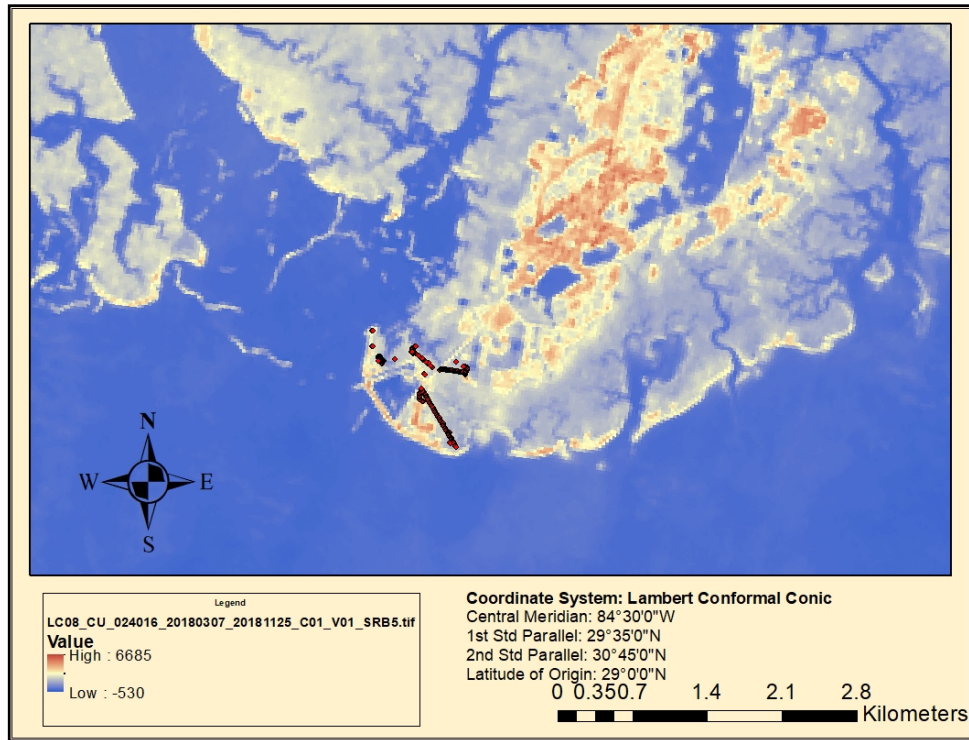 N
W E
S
Legend
LC08_CU_024016_20180307_20181125_C01_V01_SRB5.tif
Value
High : 6685
Low : -530
Coordinate System: Lambert Conformal Conic
Central Meridian: 84°30'0"W
1st Std Parallel: 29°35'0"N
2nd Std Parallel: 30°45'0"N
Latitude of Origin: 29°0'0"N
0 0.350.7 1.4 2.1 2.8
Kilometers